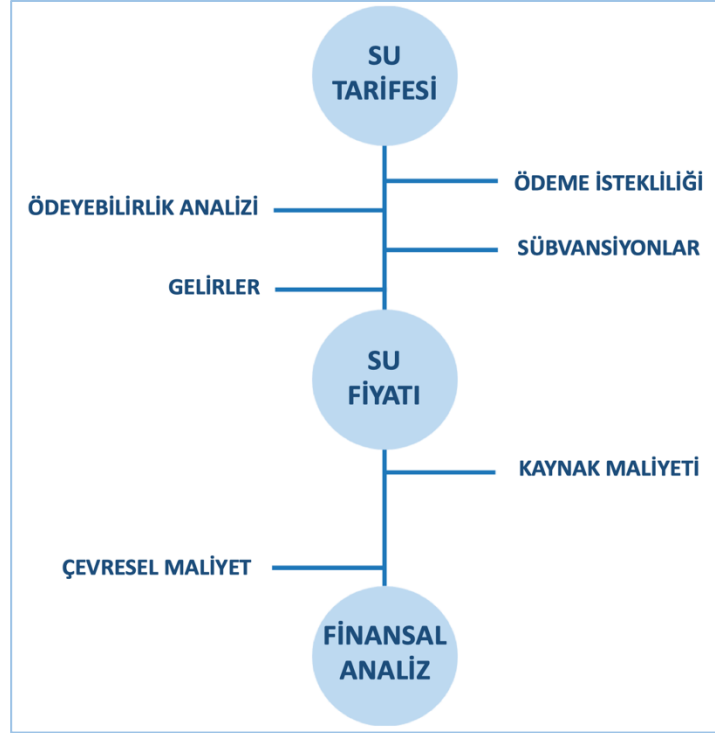 SU
TARİFESİ
ÖDEME İSTEKLİLİĞİ
ÖDEYEBİLİRLİK ANALİZİ
SÜBVANSİYONLAR
GELİRLER
SU
FİYATI
KAYNAK MALİYETİ
ÇEVRESEL MALİYET
FİNANSAL
ANALİZ